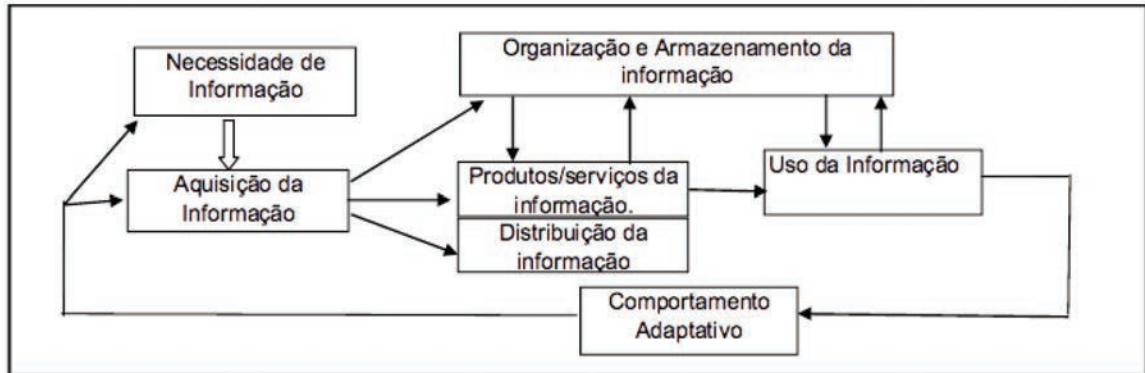 Necessidade de
Informação
Organização e Armazenamento da
informação
Aquisição da
Informação
Produtos/serviços da
informação.
Distribuição da
informação
Uso da Informação
Comportamento
Adaptativo